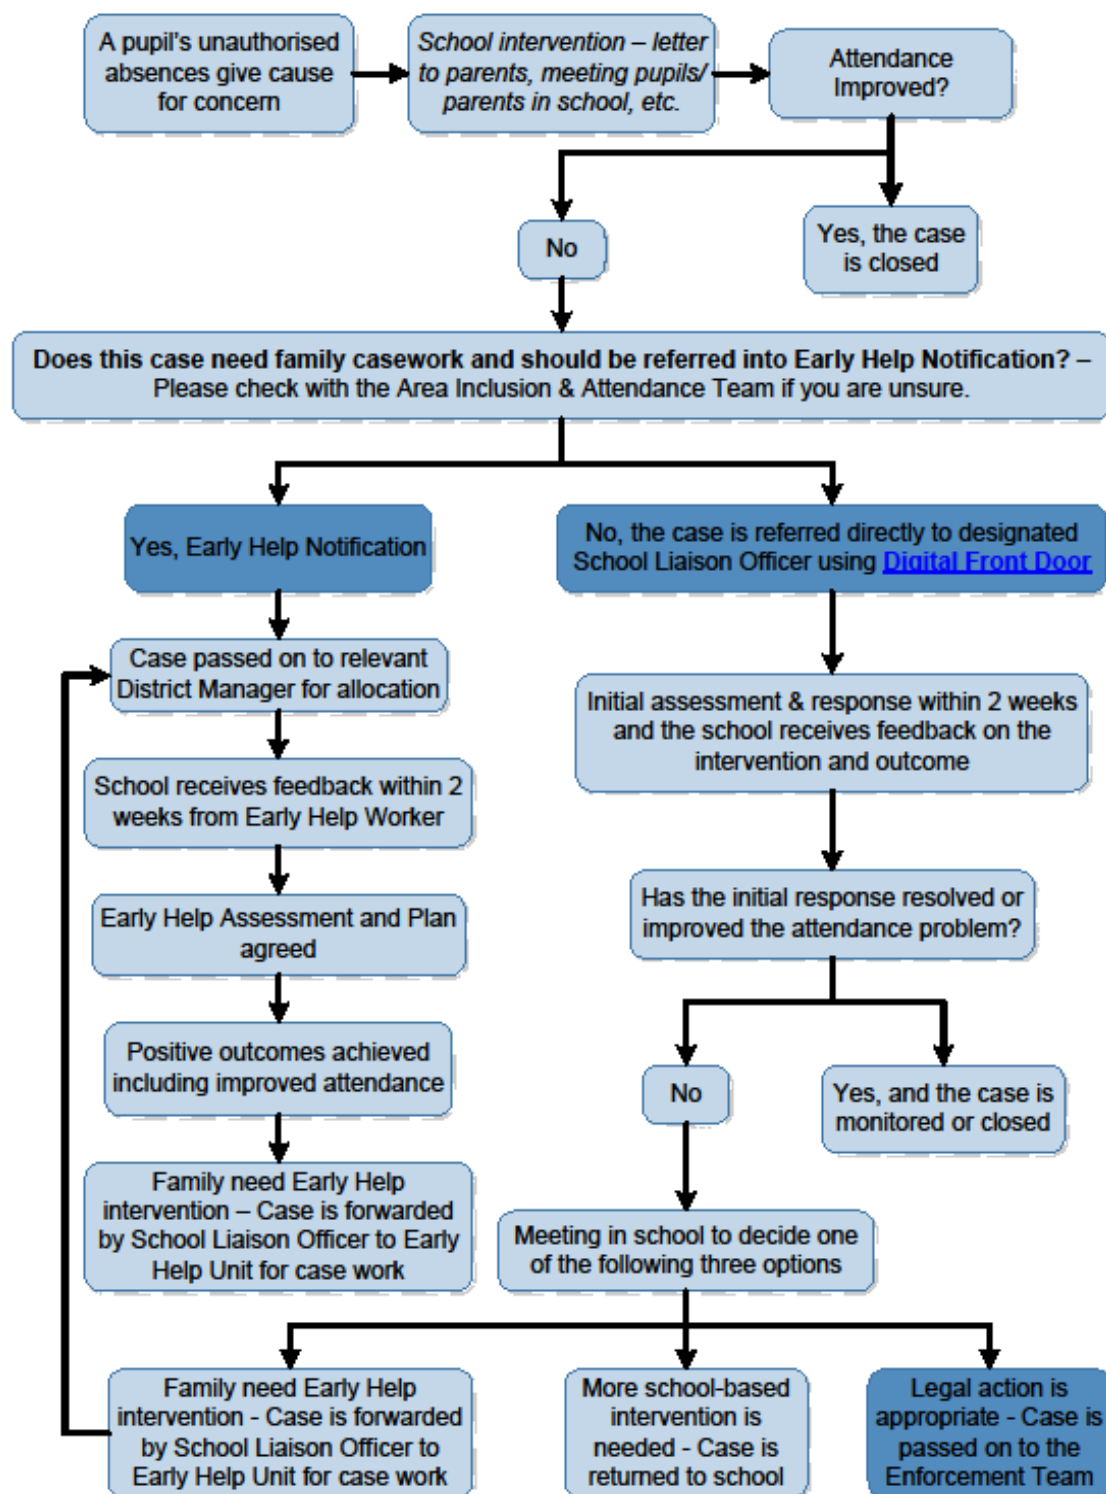 A pupil's unauthorised
absences give cause
for concern
School intervention – letter
to parents, meeting pupils/
parents in school, etc.
Attendance
Improved?
No
Yes, the case
is closed
Does this case need family casework and should be referred into Early Help Notification? –
Please check with the Area Inclusion & Attendance Team if you are unsure.
Yes, Early Help Notification
No, the case is referred directly to designated
School Liaison Officer using Digital Front Door
Case passed on to relevant
District Manager for allocation
Initial assessment & response within 2 weeks
and the school receives feedback on the
intervention and outcome
School receives feedback within 2
weeks from Early Help Worker
Has the initial response resolved or
improved the attendance problem?
Early Help Assessment and Plan
agreed
Positive outcomes achieved
including improved attendance
No
Yes, and the case is
monitored or closed
Family need Early Help
intervention – Case is forwarded
by School Liaison Officer to Early
Help Unit for case work
Meeting in school to decide one
of the following three options
Family need Early Help
intervention - Case is forwarded
by School Liaison Officer to
Early Help Unit for case work
More school-based
intervention is
needed - Case is
returned to school
Legal action is
appropriate - Case is
passed on to the
Enforcement Team